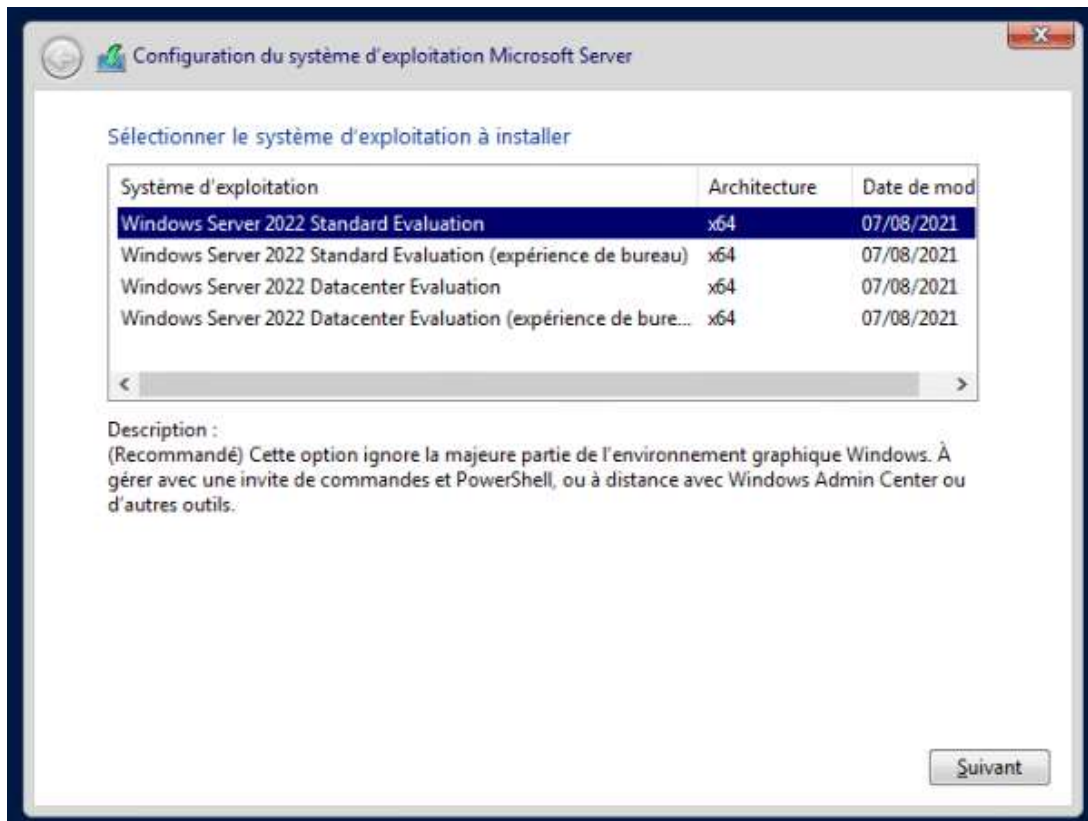 Configuration du système d'exploitation Microsoft Server
Sélectionner le système d'exploitation à installer
Système d'exploitation Architecture Date de mod
Windows Server 2022 Standard Evaluation x64 07/08/2021
Windows Server 2022 Standard Evaluation (expérience de bureau) x64 07/08/2021
Windows Server 2022 Datacenter Evaluation x64 07/08/2021
Windows Server 2022 Datacenter Evaluation (expérience de bure... x64 07/08/2021
Description :
(Recommandé) Cette option ignore la majeure partie de l'environnement graphique Windows. À
gérer avec une invite de commandes et PowerShell, ou à distance avec Windows Admin Center ou
d'autres outils.
Suivant